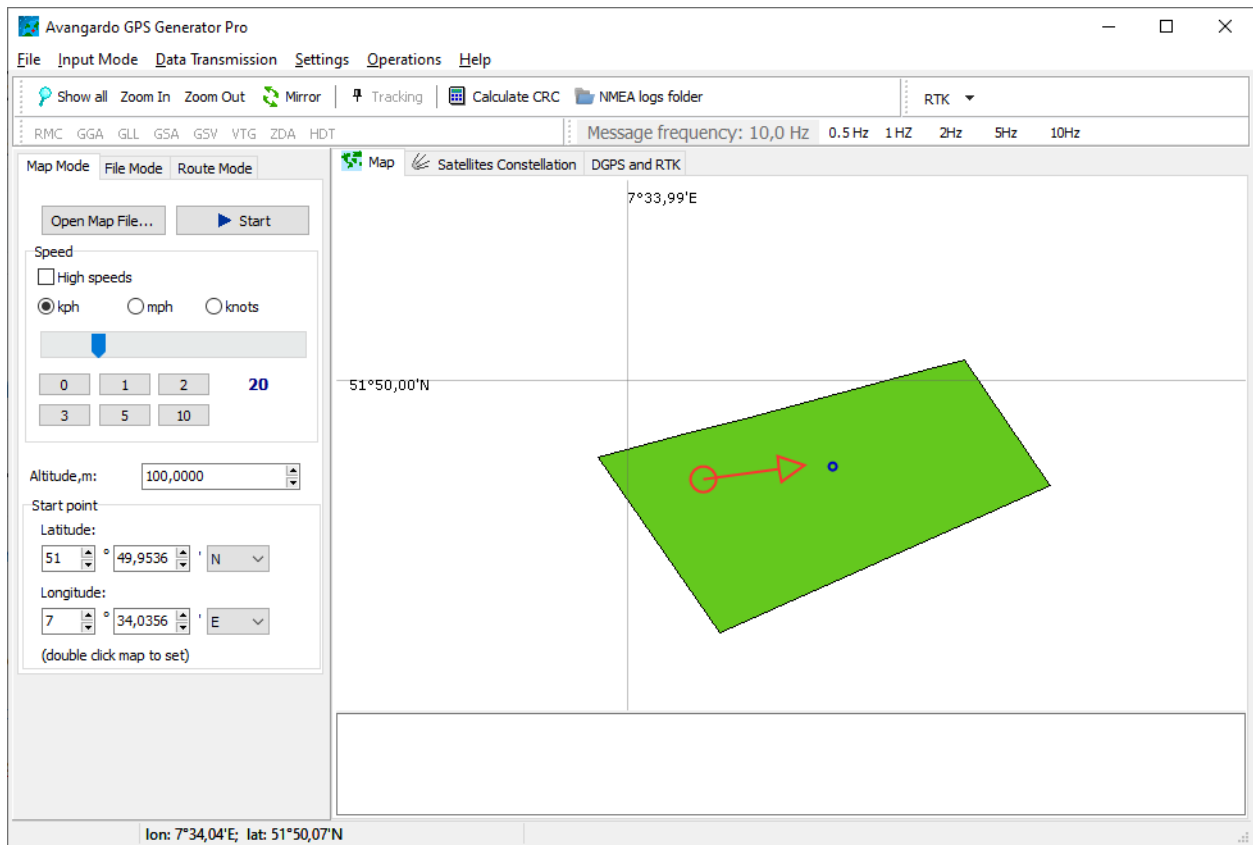 Avangardo GPS Generator Pro
File Input Mode Data Transmission Settings Operations Help
Show all Zoom In Zoom Out Mirror Tracking Calculate CRC NMEA logs folder RTK
RMC GGA GLL GSA GSV VTG ZDA HDT Message frequency: 10,0 Hz 0.5 Hz 1 HZ 2Hz 5Hz 10Hz
Map Mode File Mode Route Mode
Map Satellites Constellation DGPS and RTK
7°33,99'E
Open Map File... Start
Speed
High speeds
kph mph knots
0 1 2 20
3 5 10
51°50,00'N
Altitude,m: 100,0000
Start point
Latitude:
51 ° 49,9536 ' N
Longitude:
7 ° 34,0356 ' E
(double click map to set)
lon: 7°34,04'E; lat: 51°50,07'N